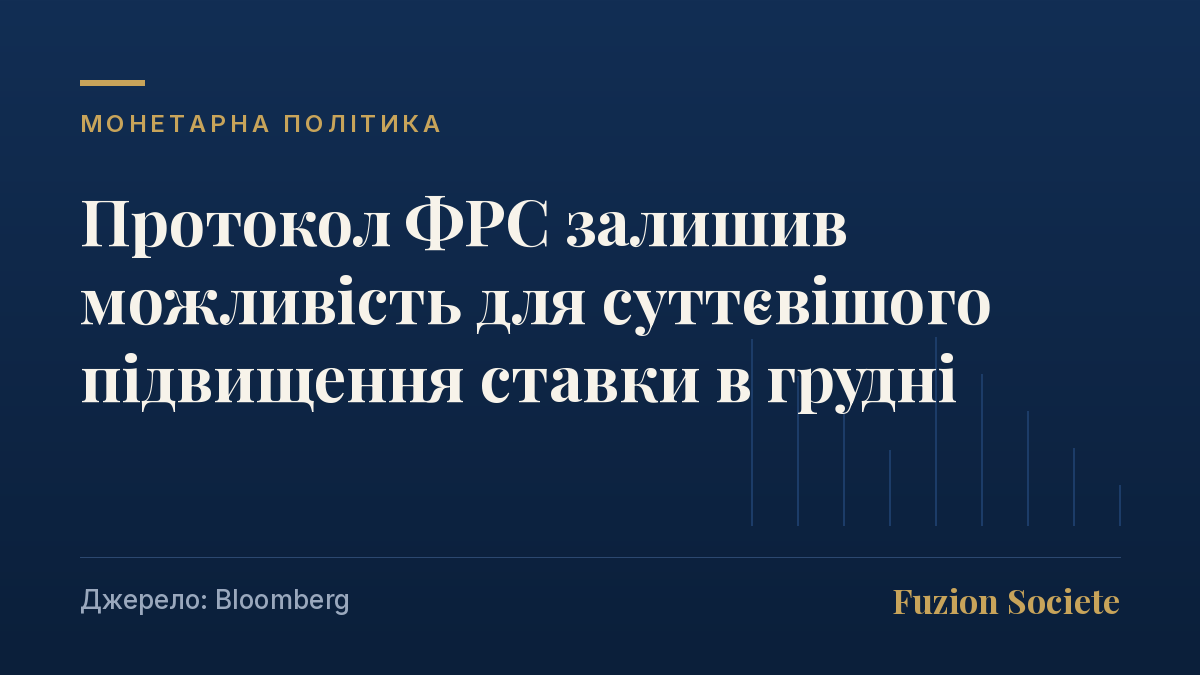 МОНЕТАРНА ПОЛІТИКА
Протокол ФРС залишив
можливість для суттєвішого
підвищення ставки в грудні
Джерело: Bloomberg
Fuzion Societe